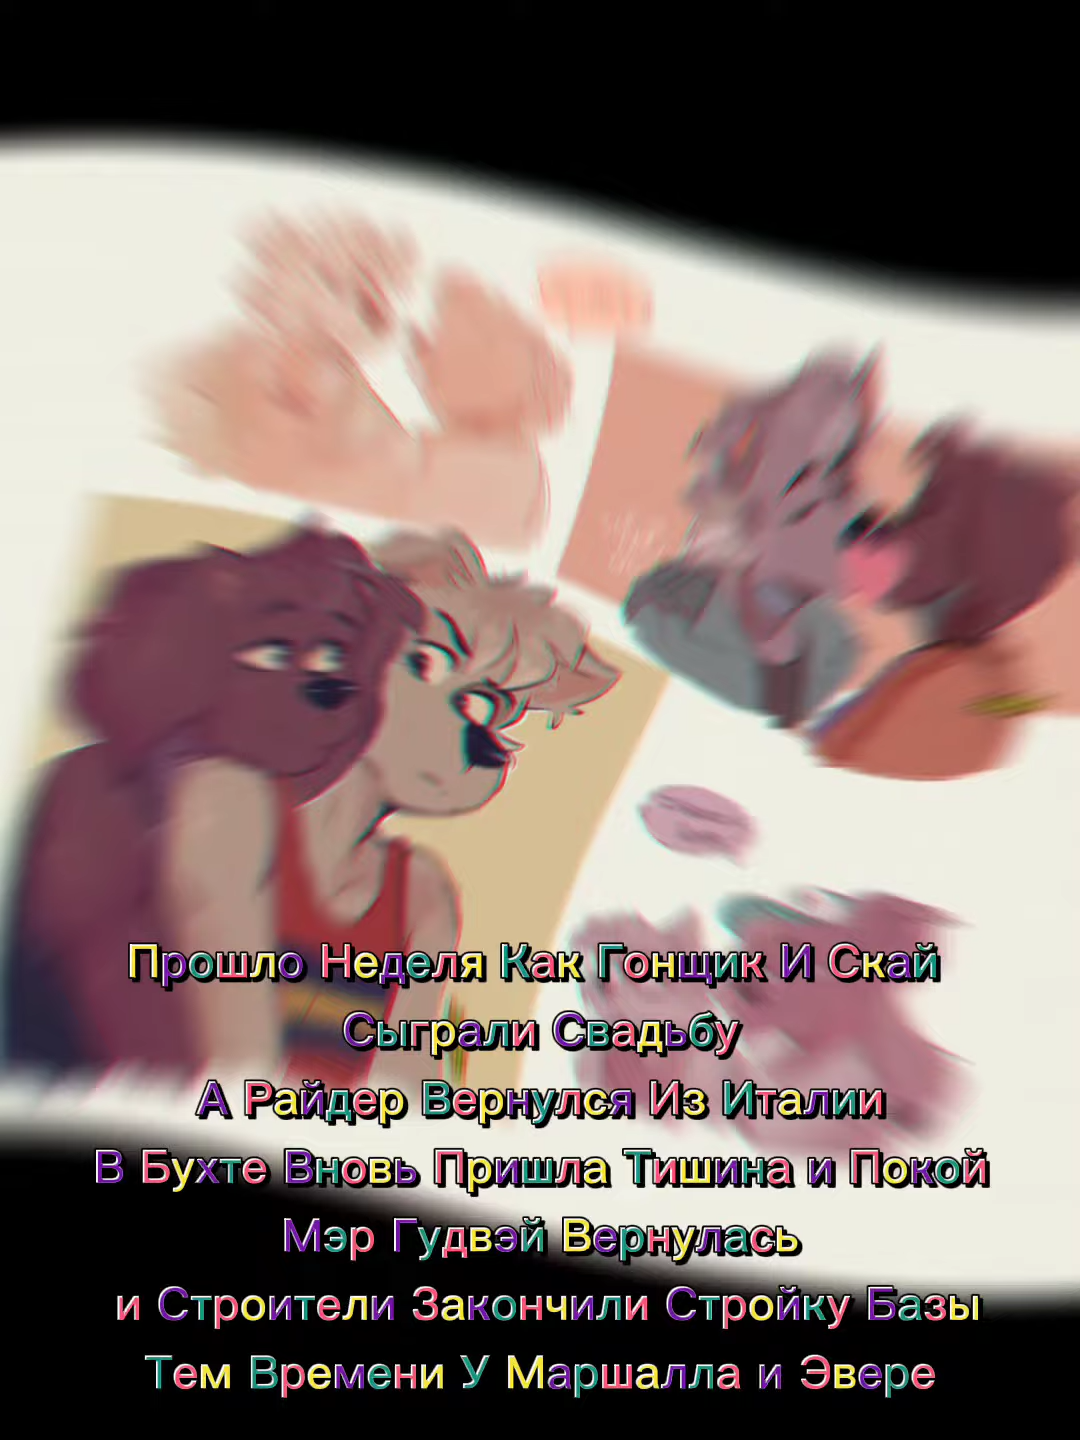 Прошло Неделя Как Гонщик И Скай
Сыграли Свадьбу
А Райдер Вернулся Из Италии
В Бухте Вновь Пришла Тишина и Покой
Мэр Гудвэй Вернулась
и Строители Закончили Стройку Базы
Тем Времени У Маршалла и Эвере